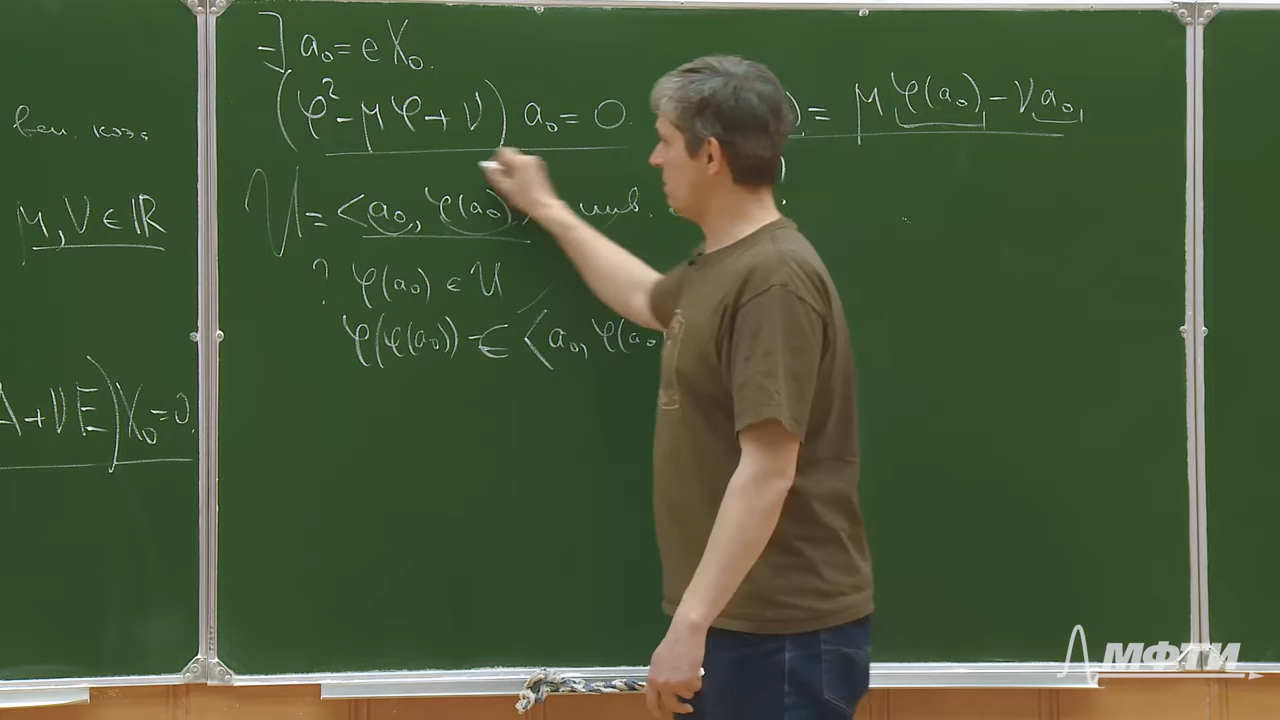 вещ. коэ
μ, ν ∈ ℝ
A + νE) X₀ = 0.
∃ a₀ = e X₀.
(φ² - μφ + ν) a₀ = 0.
) = μ φ(a₀) - ν a₀,
U = <a₀, φ(a₀) инв.
? φ(a₀) ∈ U
φ(φ(a₀)) ∈ <a₀, φ(a₀
МФТИ